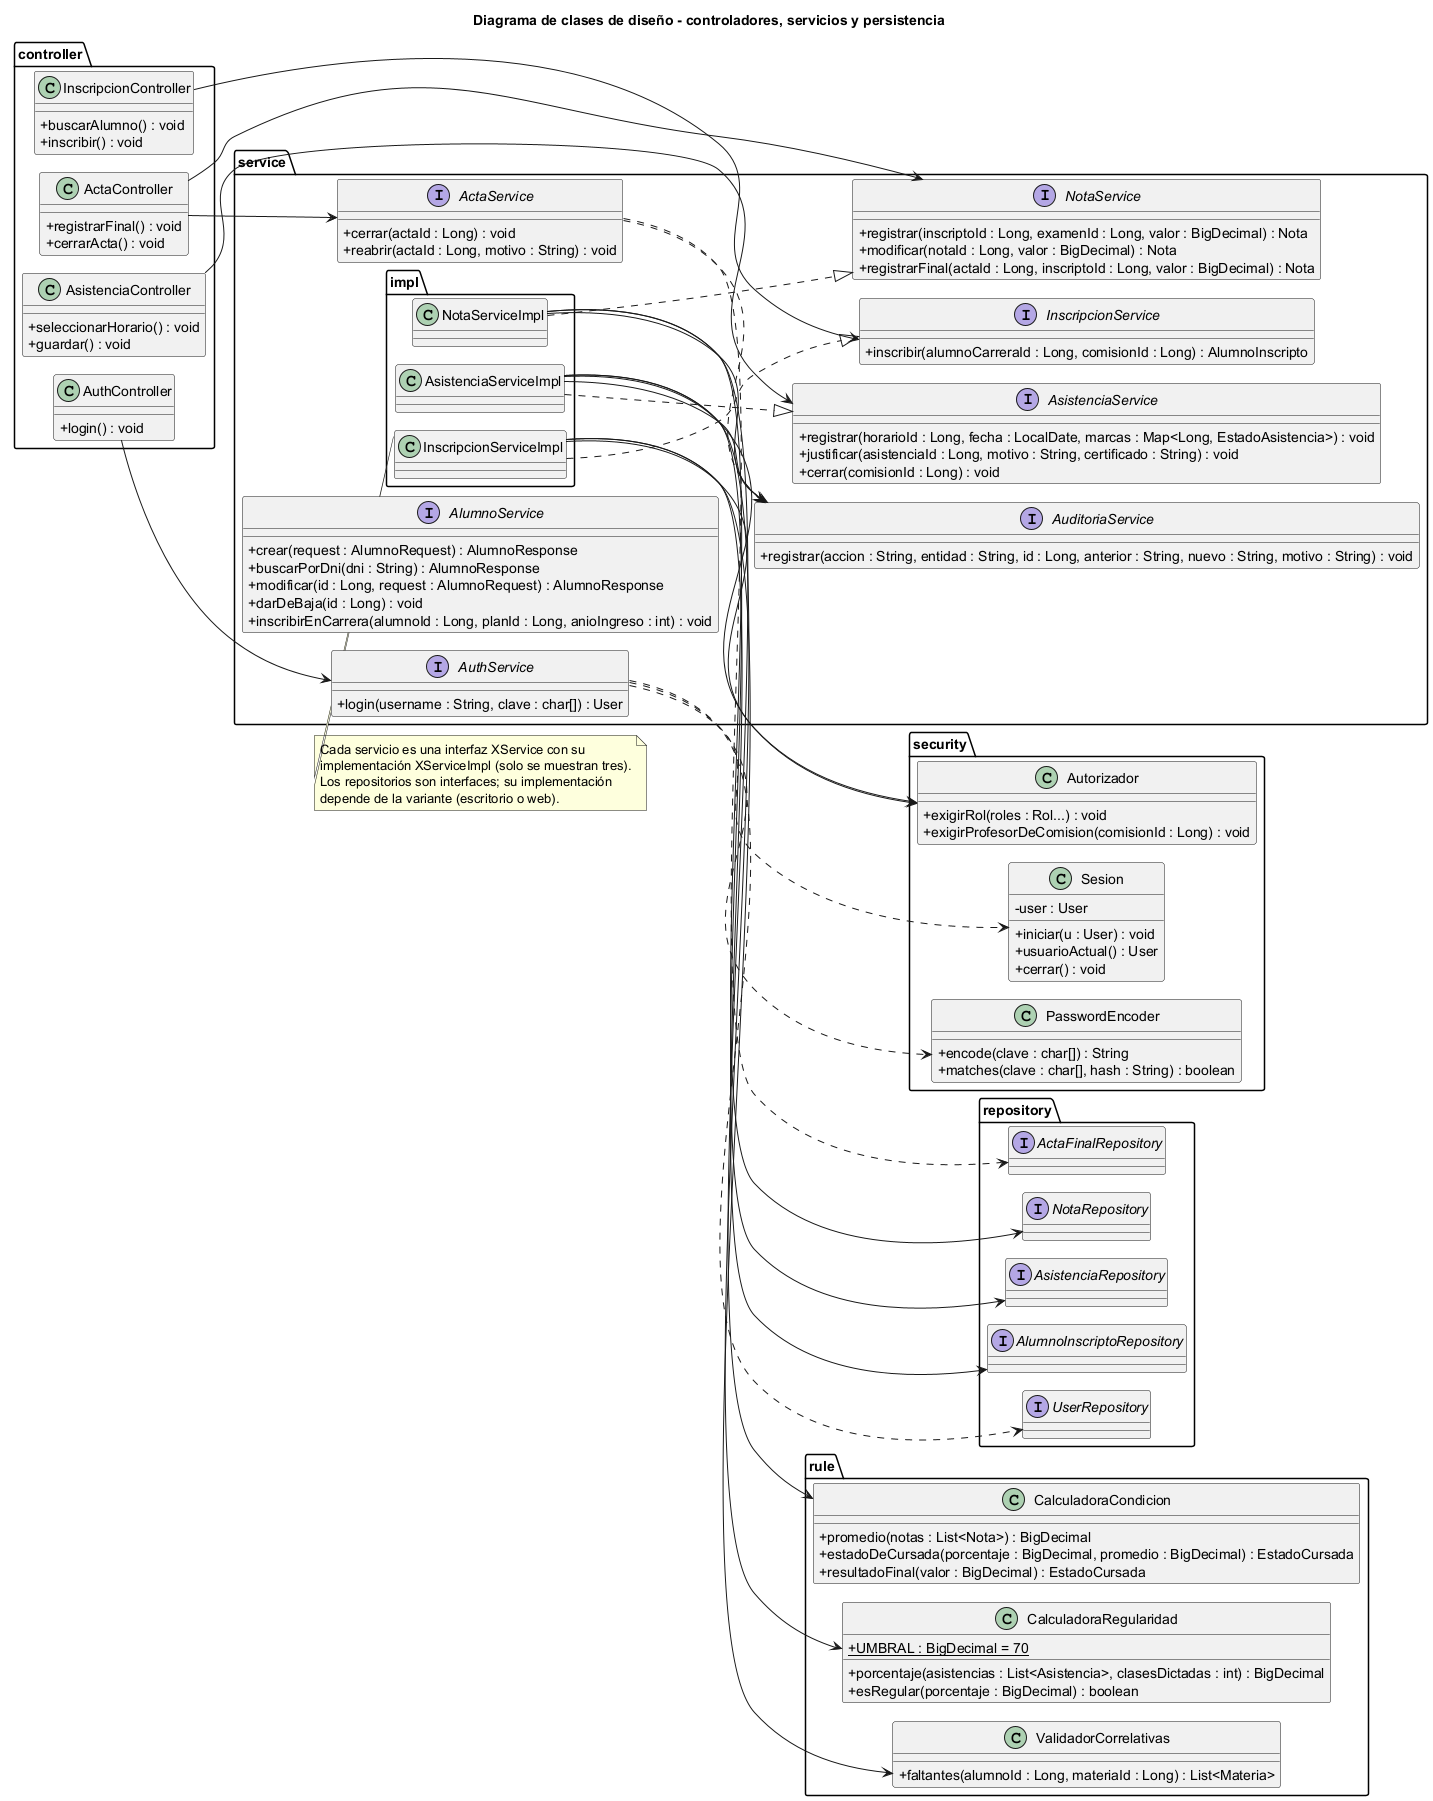 Diagrama de clases de diseño - controladores, servicios y persistencia
controller
C InscripcionController
+buscarAlumno() : void
+inscribir() : void
C ActaController
+registrarFinal() : void
+cerrarActa() : void
C AsistenciaController
+seleccionarHorario() : void
+guardar() : void
C AuthController
+login() : void
service
I ActaService
+cerrar(actaId : Long) : void
+reabrir(actaId : Long, motivo : String) : void
impl
C NotaServiceImpl
C AsistenciaServiceImpl
C InscripcionServiceImpl
I AlumnoService
+crear(request : AlumnoRequest) : AlumnoResponse
+buscarPorDni(dni : String) : AlumnoResponse
+modificar(id : Long, request : AlumnoRequest) : AlumnoResponse
+darDeBaja(id : Long) : void
+inscribirEnCarrera(alumnoId : Long, planId : Long, anioIngreso : int) : void
I AuthService
+login(username : String, clave : char[]) : User
I NotaService
+registrar(inscriptoId : Long, examenId : Long, valor : BigDecimal) : Nota
+modificar(notaId : Long, valor : BigDecimal) : Nota
+registrarFinal(actaId : Long, inscriptoId : Long, valor : BigDecimal) : Nota
I InscripcionService
+inscribir(alumnoCarreraId : Long, comisionId : Long) : AlumnoInscripto
I AsistenciaService
+registrar(horarioId : Long, fecha : LocalDate, marcas : Map<Long, EstadoAsistencia>) : void
+justificar(asistenciaId : Long, motivo : String, certificado : String) : void
+cerrar(comisionId : Long) : void
I AuditoriaService
+registrar(accion : String, entidad : String, id : Long, anterior : String, nuevo : String, motivo : String) : void
Cada servicio es una interfaz XService con su
implementación XServiceImpl (solo se muestran tres).
Los repositorios son interfaces; su implementación
depende de la variante (escritorio o web).
security
C Autorizador
+exigirRol(roles : Rol...) : void
+exigirProfesorDeComision(comisionId : Long) : void
C Sesion
-user : User
+iniciar(u : User) : void
+usuarioActual() : User
+cerrar() : void
C PasswordEncoder
+encode(clave : char[]) : String
+matches(clave : char[], hash : String) : boolean
repository
I ActaFinalRepository
I NotaRepository
I AsistenciaRepository
I AlumnoInscriptoRepository
I UserRepository
rule
C CalculadoraCondicion
+promedio(notas : List<Nota>) : BigDecimal
+estadoDeCursada(porcentaje : BigDecimal, promedio : BigDecimal) : EstadoCursada
+resultadoFinal(valor : BigDecimal) : EstadoCursada
C CalculadoraRegularidad
+UMBRAL : BigDecimal = 70
+porcentaje(asistencias : List<Asistencia>, clasesDictadas : int) : BigDecimal
+esRegular(porcentaje : BigDecimal) : boolean
C ValidadorCorrelativas
+faltantes(alumnoId : Long, materiaId : Long) : List<Materia>